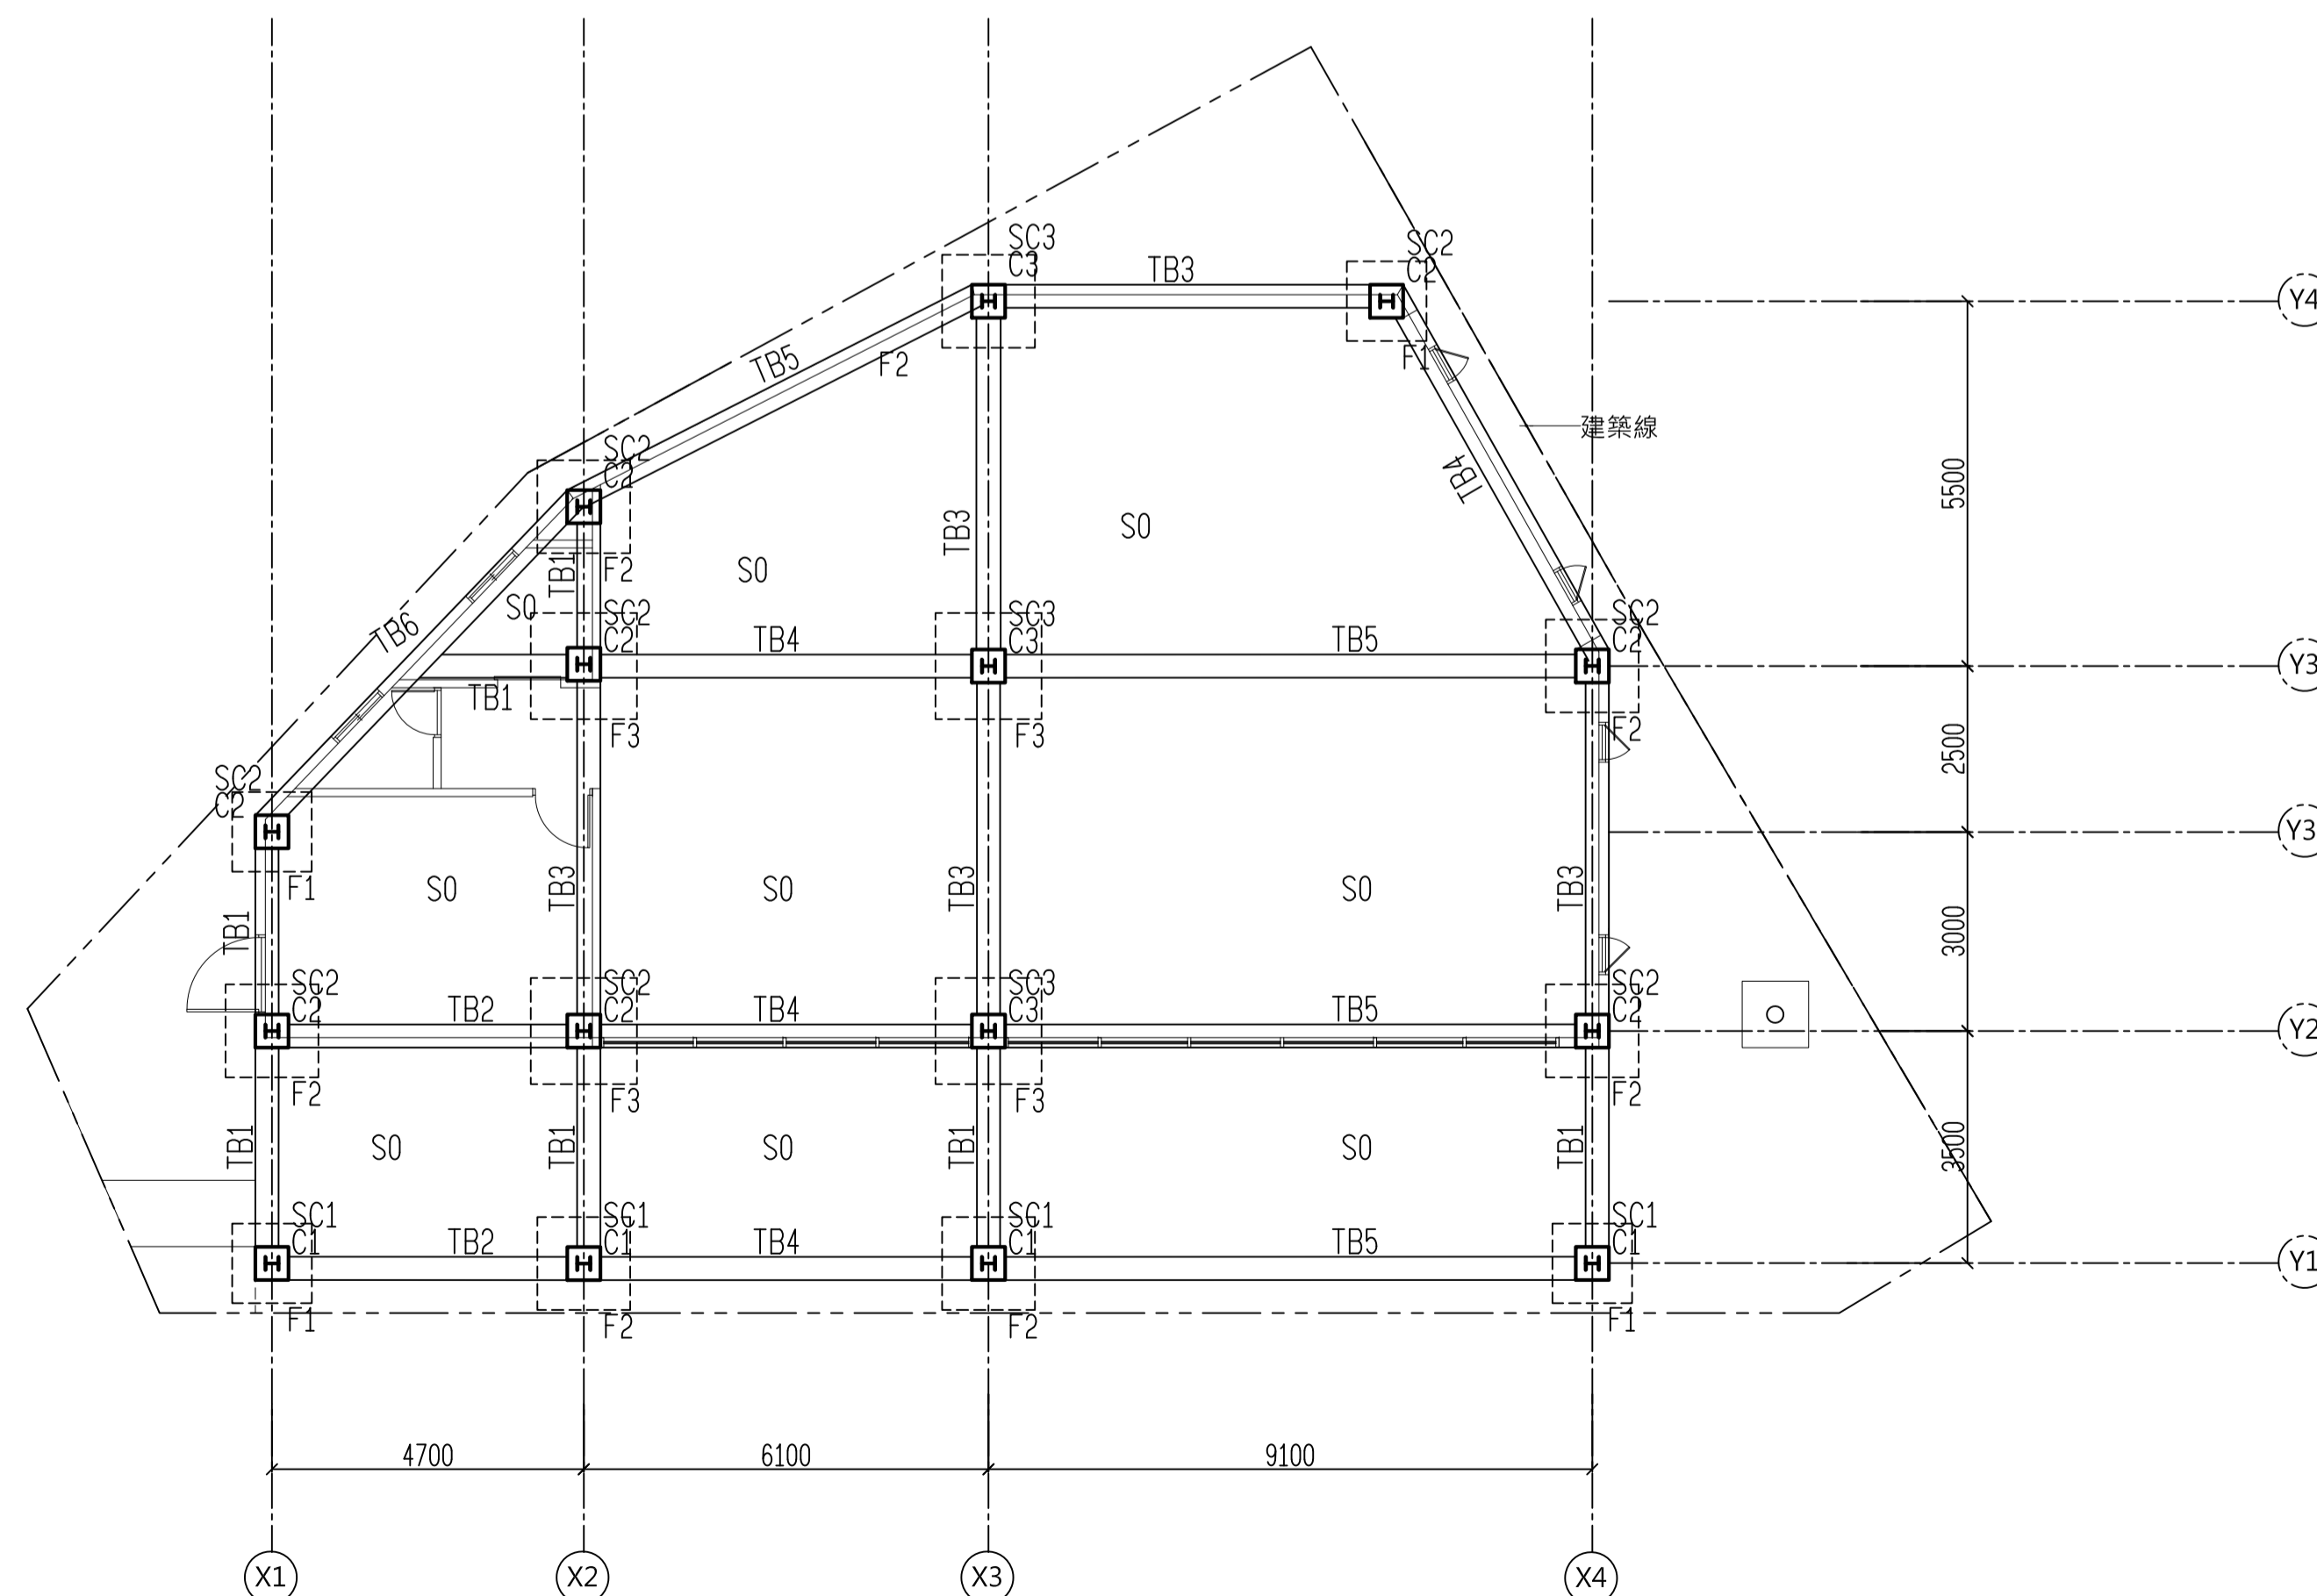 SC3
C3
TB3
SC2
C2
Y4
TB5
F2
F1
建築線
TB4
5500
SC2
C2
TB3
S0
S0
TB1
F2
S0
TB6
SC2
C2
TB4
SC3
C3
TB5
SC2
C2
Y3
TB1
F3
F3
F2
2500
SC2
C2
Y3
F1
S0
TB3
S0
TB3
S0
TB3
TB1
3000
SC2
C2
TB2
SC2
C2
TB4
SC3
C3
TB5
SC2
C2
Y2
F2
F3
F3
F2
TB1
S0
TB1
S0
TB1
S0
TB1
3500
SC1
C1
TB2
SC1
C1
TB4
SC1
C1
TB5
SC1
C1
Y1
F1
F2
F2
F1
4700
6100
9100
X1
X2
X3
X4